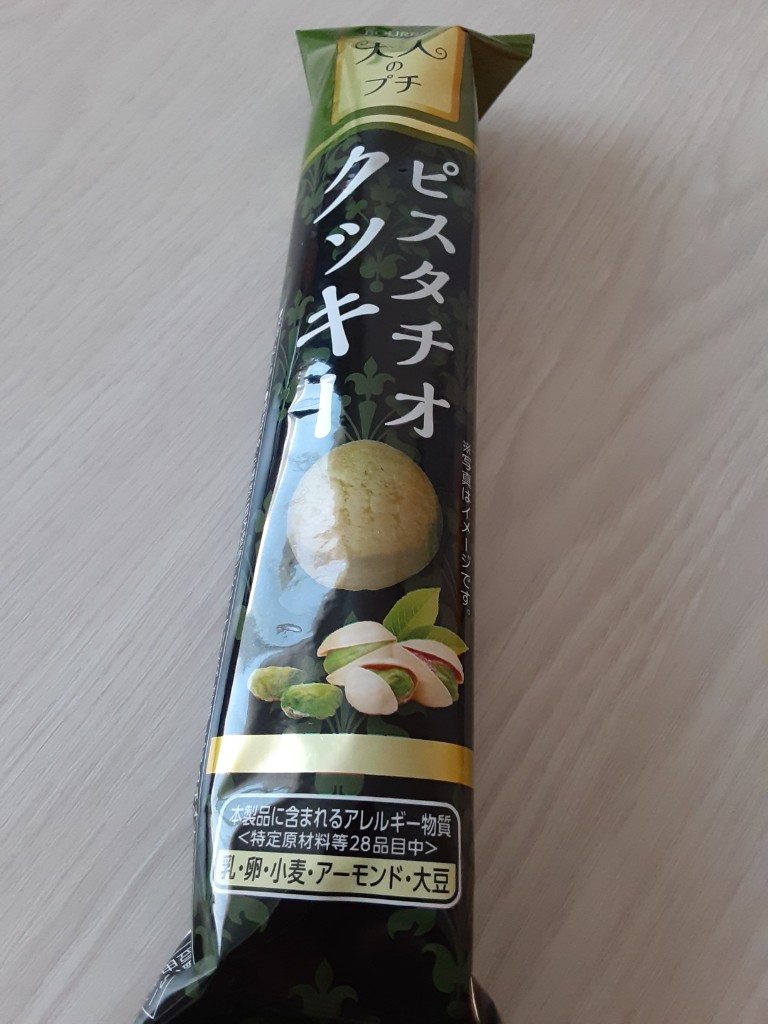 大人
の
プチ
ピスタチオ
クッキー
※写真はイメージです。
本製品に含まれるアレルギー物質
<特定原材料等28品目中>
乳・卵・小麦・アーモンド・大豆